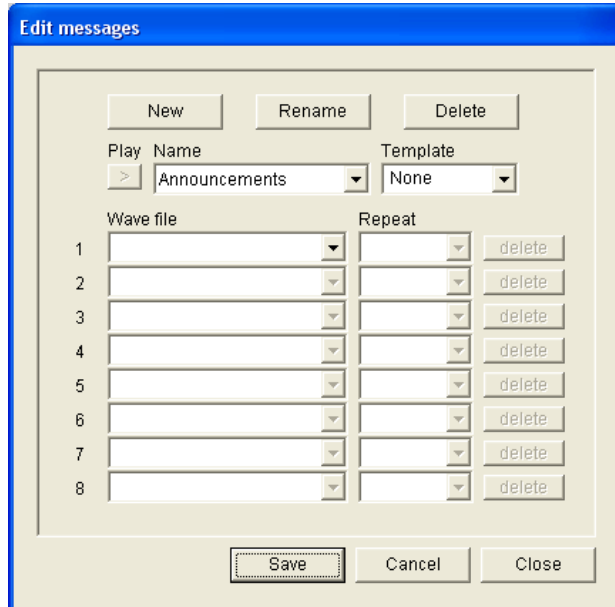 Edit messages
New Rename Delete
Play Name Template
> Announcements None
Wave file Repeat
1 delete
2 delete
3 delete
4 delete
5 delete
6 delete
7 delete
8 delete
Save Cancel Close